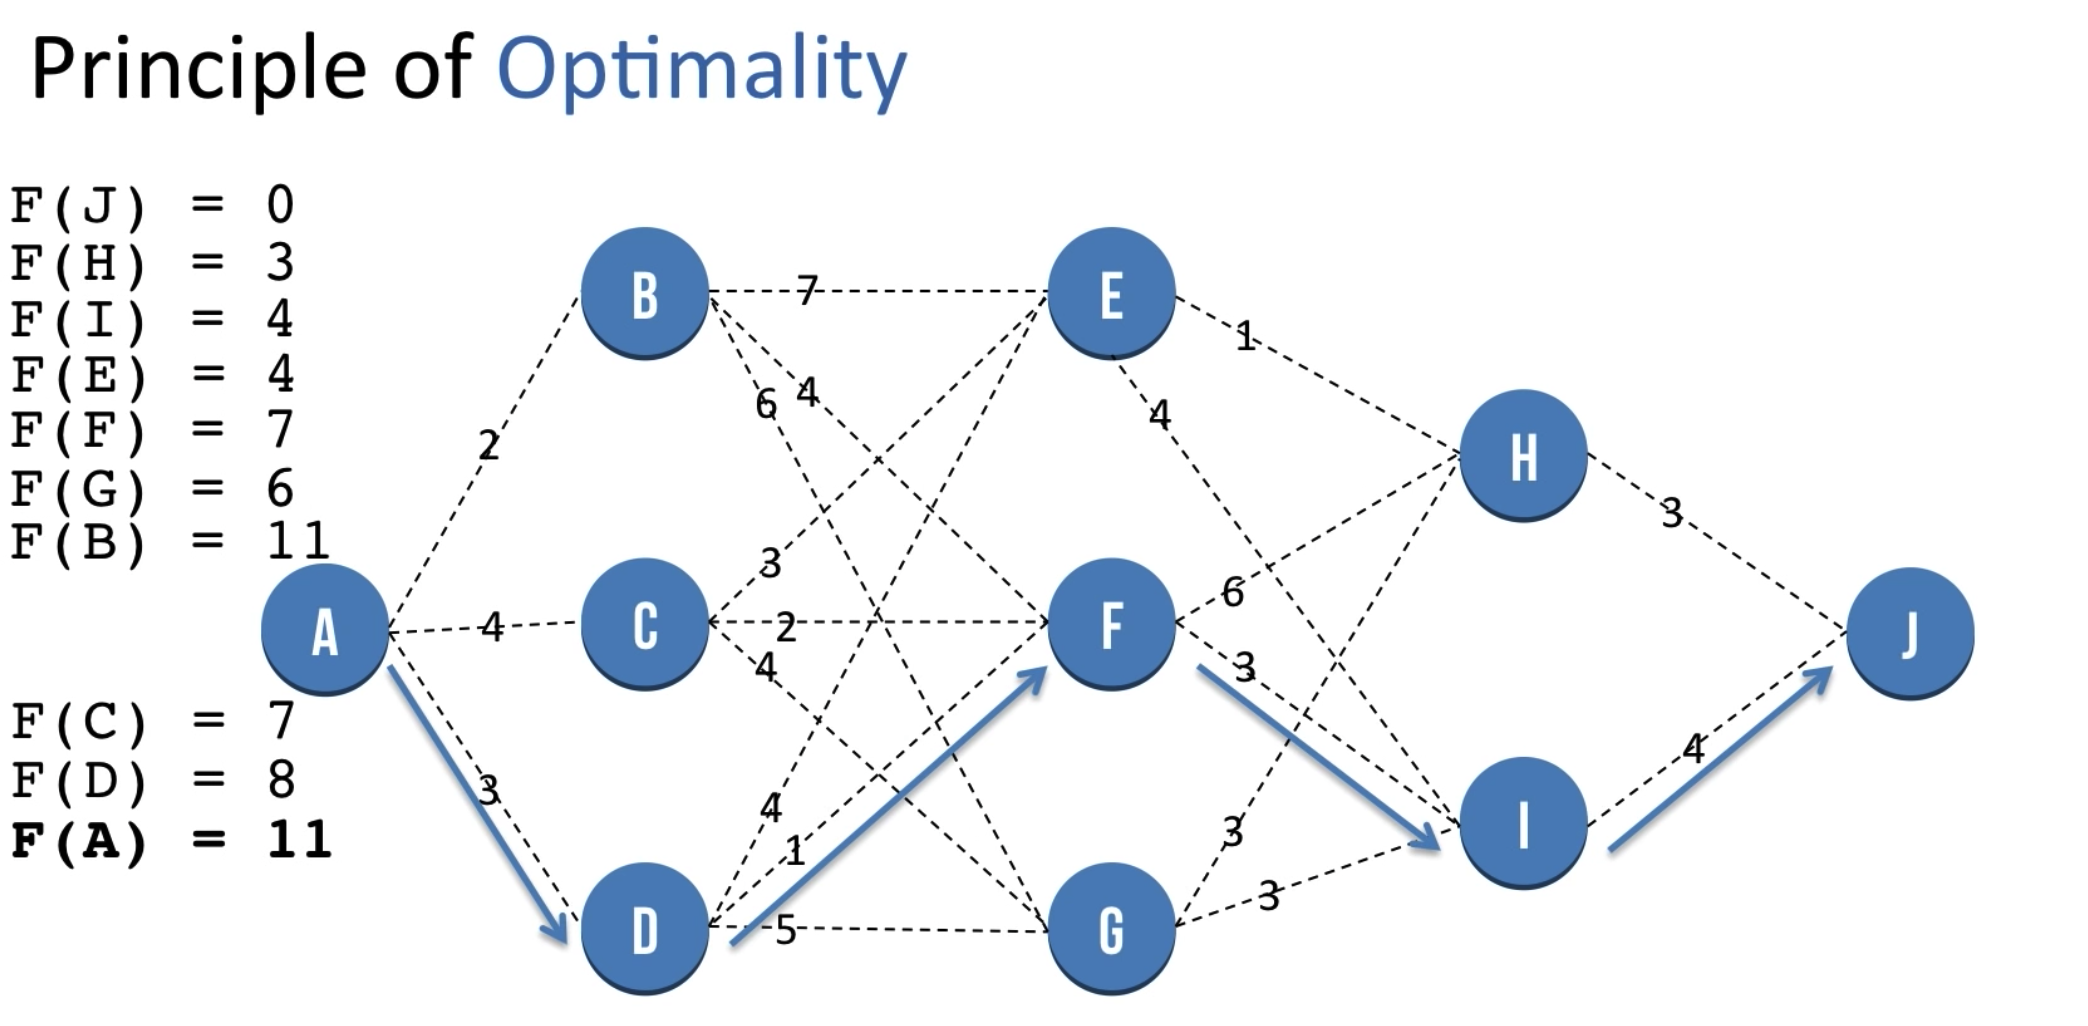 Principle of Optimality
F(J) = 0
F(H) = 3
F(I) = 4
F(E) = 4
F(F) = 7
F(G) = 6
F(B) = 11
F(C) = 7
F(D) = 8
F(A) = 11
A
B
C
D
E
F
G
H
I
J
2
4
3
7
4
6
3
2
4
4
1
5
1
4
6
3
3
3
3
4